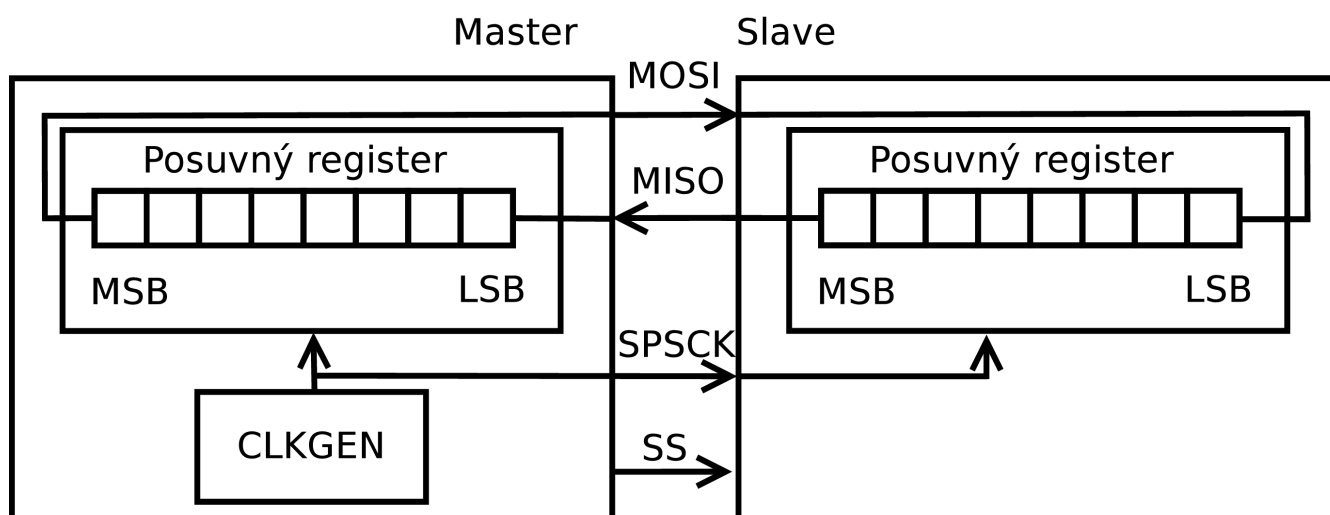 Master
Slave
MOSI
Posuvný register
MISO
Posuvný register
MSB
LSB
MSB
LSB
SPSCK
CLKGEN
SS